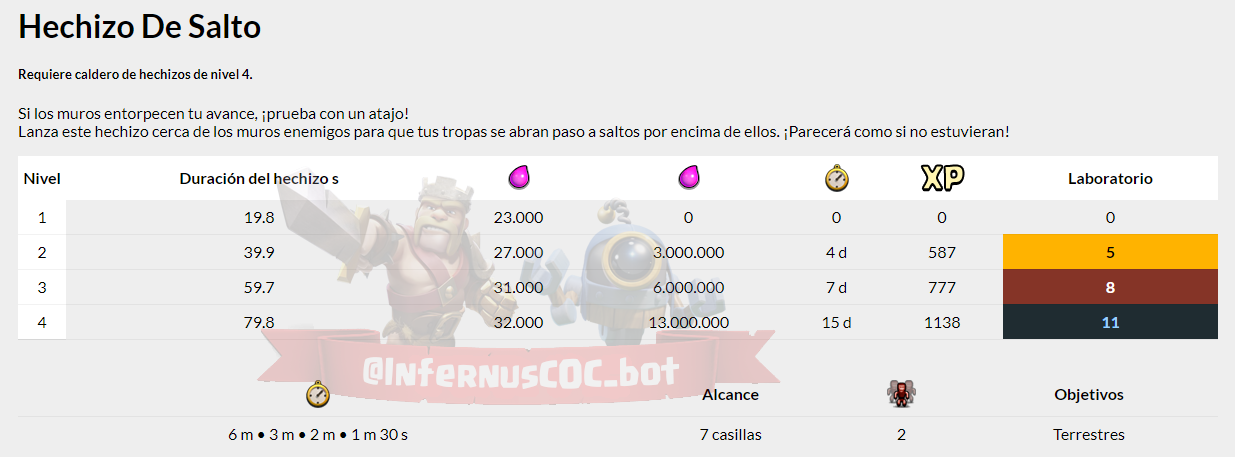 Hechizo De Salto
Requiere caldero de hechizos de nivel 4.
Si los muros entorpecen tu avance, ¡prueba con un atajo!
Lanza este hechizo cerca de los muros enemigos para que tus tropas se abran paso a saltos por encima de ellos. ¡Parecerá como si no estuvieran!
Nivel Duración del hechizo s XP Laboratorio
1 19.8 23.000 0 0 0 0
2 39.9 27.000 3.000.000 4 d 587 5
3 59.7 31.000 6.000.000 7 d 777 8
4 79.8 32.000 13.000.000 15 d 1138 11
@InfernusCOC_bot
Alcance Objetivos
6 m • 3 m • 2 m • 1 m 30 s 7 casillas 2 Terrestres